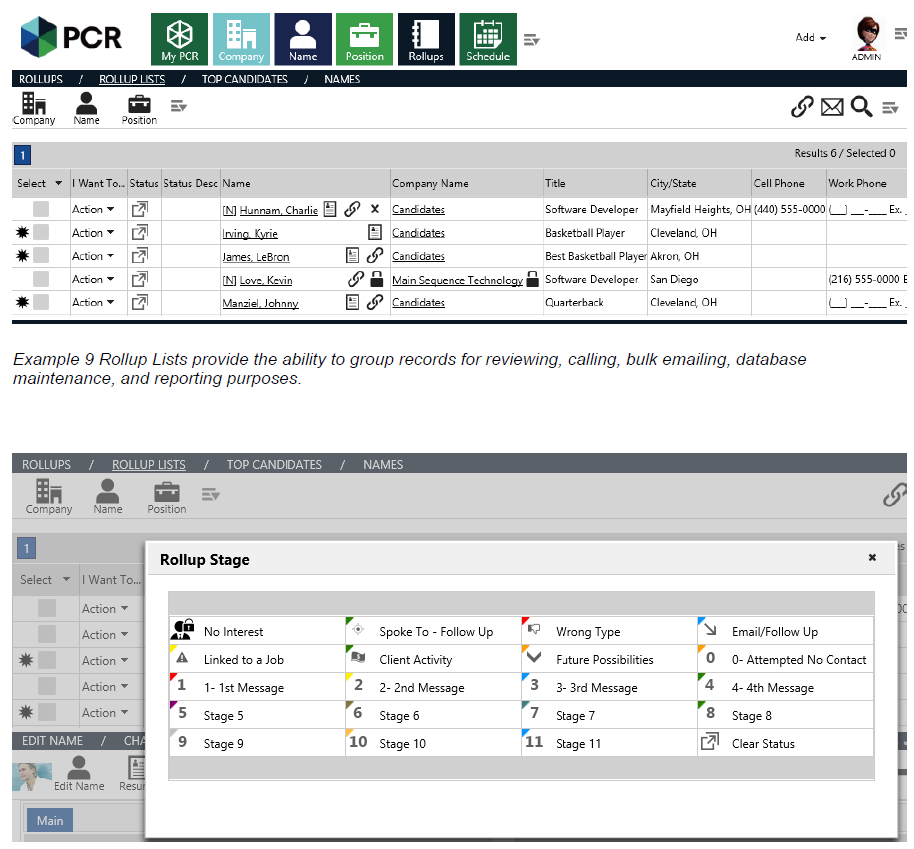 PCR
My PCR Company Name Position Rollups Schedule
Add
ADMIN
ROLLUPS / ROLLUP LISTS / TOP CANDIDATES / NAMES
Company Name Position
1 Results 6 / Selected 0
Select I Want To... Status Status Desc Name Company Name Title City/State Cell Phone Work Phone
Action [N] Hunnam, Charlie x Candidates Software Developer Mayfield Heights, OH (440) 555-0000 (__) __-___ Ex.
Action Irving, Kyrie Candidates Basketball Player Cleveland, OH
Action James, LeBron Candidates Best Basketball Player Akron, OH
Action [N] Love, Kevin Main Sequence Technology Software Developer San Diego (216) 555-0000 E
Action Manziel, Johnny Candidates Quarterback Cleveland, OH (__) __-___ Ex.
Example 9 Rollup Lists provide the ability to group records for reviewing, calling, bulk emailing, database
maintenance, and reporting purposes.
ROLLUPS / ROLLUP LISTS / TOP CANDIDATES / NAMES
Company Name Position
1
Select I Want To...
Action
Action
Action
Action
Action
EDIT NAME / CHA
Edit Name Resu
Main
Rollup Stage x
No Interest Spoke To - Follow Up Wrong Type Email/Follow Up
Linked to a Job Client Activity Future Possibilities 0 0- Attempted No Contact
1 1- 1st Message 2 2- 2nd Message 3 3- 3rd Message 4 4- 4th Message
5 Stage 5 6 Stage 6 7 Stage 7 8 Stage 8
9 Stage 9 10 Stage 10 11 Stage 11 Clear Status